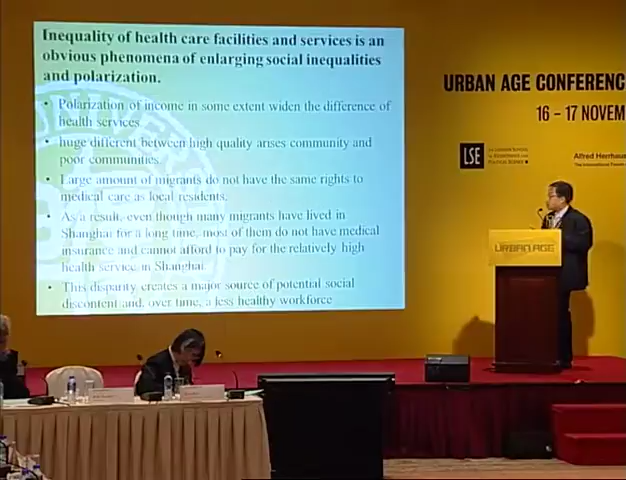 Inequality of health care facilities and services is an
obvious phenomena of enlarging social inequalities
and polarization.
• Polarization of income in some extent widen the difference of
health services.
• huge different between high quality arises community and
poor communities.
• Large amount of migrants do not have the same rights to
medical care as local residents.
• As a result, even though many migrants have lived in
Shanghai for a long time, most of them do not have medical
insurance and cannot afford to pay for the relatively high
health service in Shanghai.
• This disparity creates a major source of potential social
discontent and, over time, a less healthy workforce
URBAN AGE CONFERENC
16 - 17 NOVEM
LSE
Alfred Herrhaus
URBAN AGE